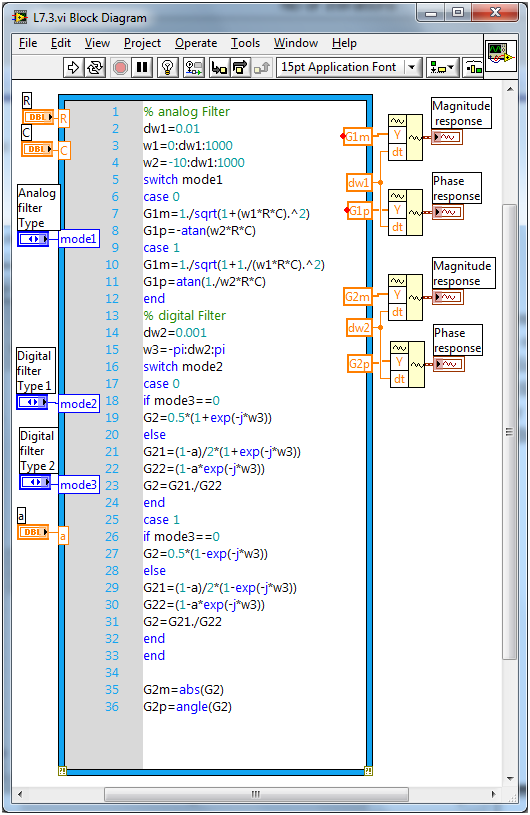 L7.3.vi Block Diagram
File Edit View Project Operate Tools Window Help
15pt Application Font
R
DBL
R
C
DBL
C
Analog
filter
Type
mode1
Digital
filter
Type 1
mode2
Digital
filter
Type 2
mode3
a
DBL
a
1 % analog Filter
2 dw1=0.01
3 w1=0:dw1:1000
4 w2=-10:dw1:1000
5 switch mode1
6 case 0
7 G1m=1./sqrt(1+(w1*R*C).^2)
8 G1p=-atan(w2*R*C)
9 case 1
10 G1m=1./sqrt(1+1./(w1*R*C).^2)
11 G1p=atan(1./w2*R*C)
12 end
13 % digital Filter
14 dw2=0.001
15 w3=-pi:dw2:pi
16 switch mode2
17 case 0
18 if mode3==0
19 G2=0.5*(1+exp(-j*w3))
20 else
21 G21=(1-a)/2*(1+exp(-j*w3))
22 G22=(1-a*exp(-j*w3))
23 G2=G21./G22
24 end
25 case 1
26 if mode3==0
27 G2=0.5*(1-exp(-j*w3))
28 else
29 G21=(1-a)/2*(1-exp(-j*w3))
30 G22=(1-a*exp(-j*w3))
31 G2=G21./G22
32 end
33 end
34
35 G2m=abs(G2)
36 G2p=angle(G2)
G1m
dw1
G1p
G2m
dw2
G2p
Y
dt
Magnitude
response
Y
dt
Phase
response
Y
dt
Magnitude
response
Y
dt
Phase
response